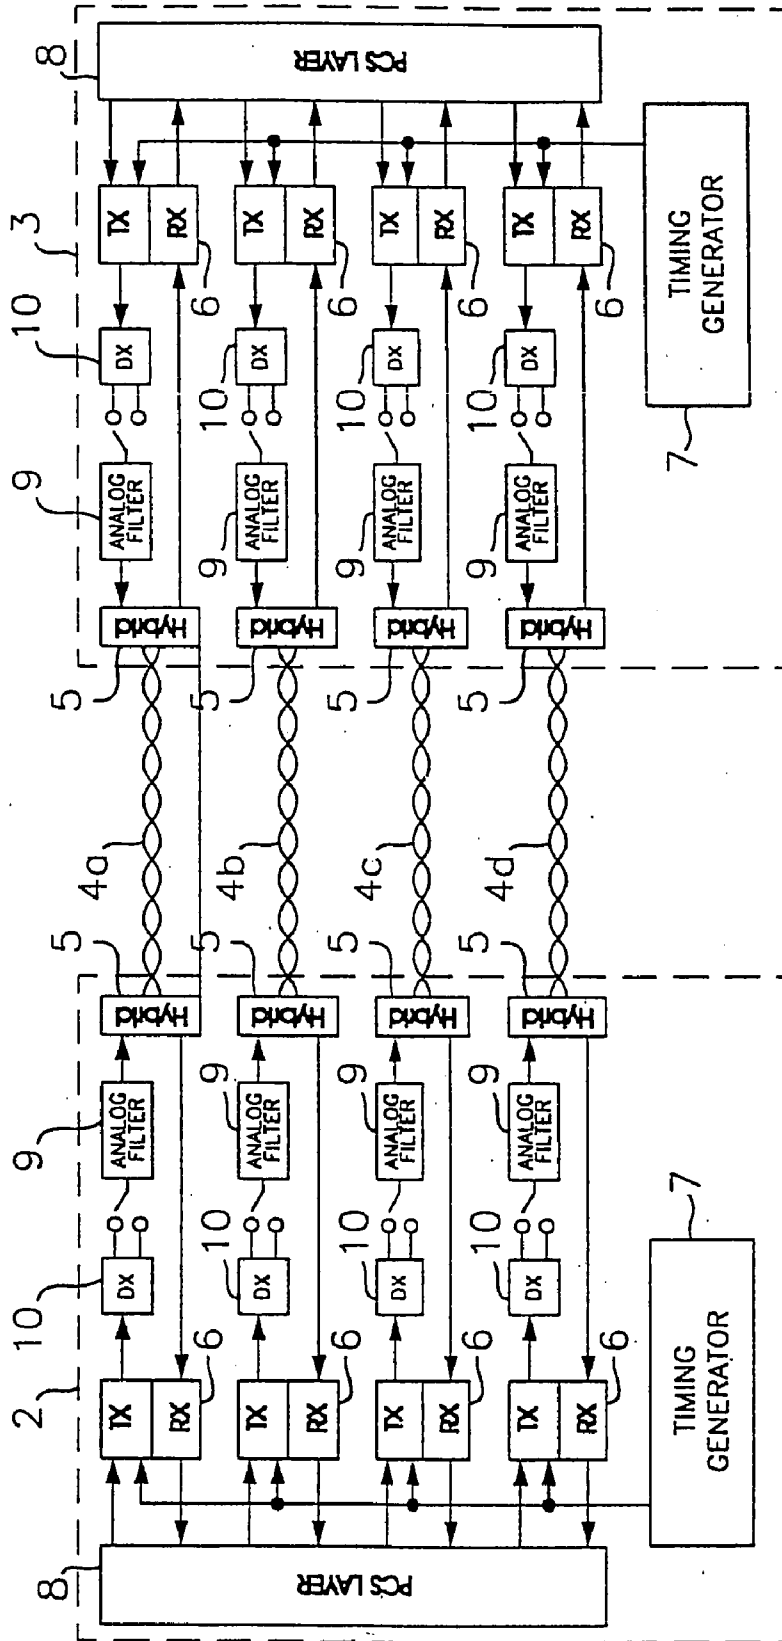 8 2 10 9 5 4a 5 9 10 3 8
TX DX ANALOG FILTER Hybrid Hybrid ANALOG FILTER DX TX
RX RX
6 10 9 5 4b 5 9 10 6
TX DX ANALOG FILTER Hybrid Hybrid ANALOG FILTER DX TX
RX RX
PCS LAYER PCS LAYER
6 10 9 5 4c 5 9 10 6
TX DX ANALOG FILTER Hybrid Hybrid ANALOG FILTER DX TX
RX RX
6 10 9 5 4d 5 9 10 6
TX DX ANALOG FILTER Hybrid Hybrid ANALOG FILTER DX TX
RX RX
6 6
7 7
TIMING GENERATOR
TIMING GENERATOR